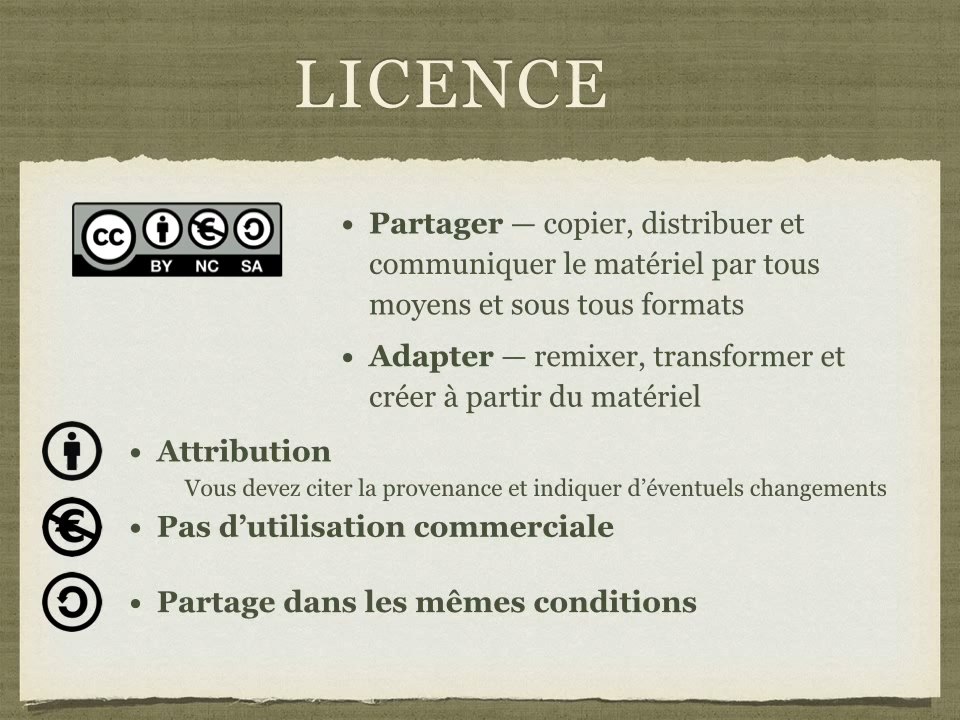 LICENCE
cc
BY NC SA
• Partager — copier, distribuer et
communiquer le matériel par tous
moyens et sous tous formats
• Adapter — remixer, transformer et
créer à partir du matériel
• Attribution
Vous devez citer la provenance et indiquer d’éventuels changements
• Pas d’utilisation commerciale
• Partage dans les mêmes conditions